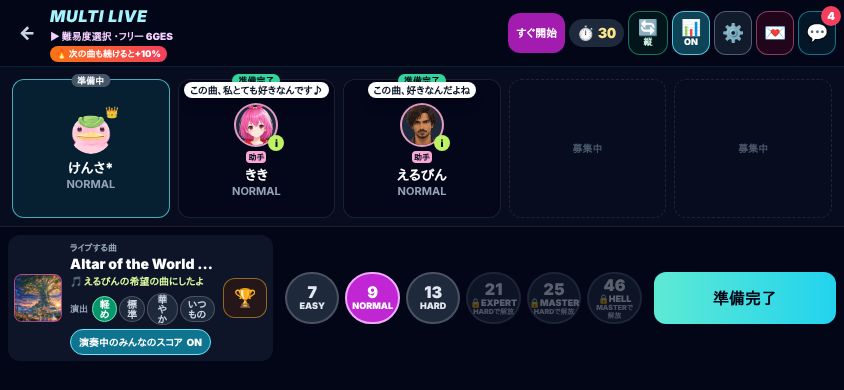 MULTI LIVE
▶ 難易度選択・フリー 6GES
🔥次の曲も続けると+10%
すぐ開始
⏱️ 30
🔄
縦
📊
ON
⚙️
💌
💬
4
準備中
けんさ*
NORMAL
準備完了
この曲、私とても好きなんです♪
i
助手
きき
NORMAL
準備完了
この曲、好きなんだよね
i
助手
えるびん
NORMAL
募集中
募集中
ライブする曲
Altar of the World ...
🎵 えるびんの希望の曲にしたよ
演出
軽め
標準
華やか
いつもの
演奏中のみんなのスコア ON
7
EASY
9
NORMAL
13
HARD
21
🔒EXPERT
HARDで解放
25
🔒MASTER
HARDで解放
46
🔒HELL
MASTERで
解放
準備完了